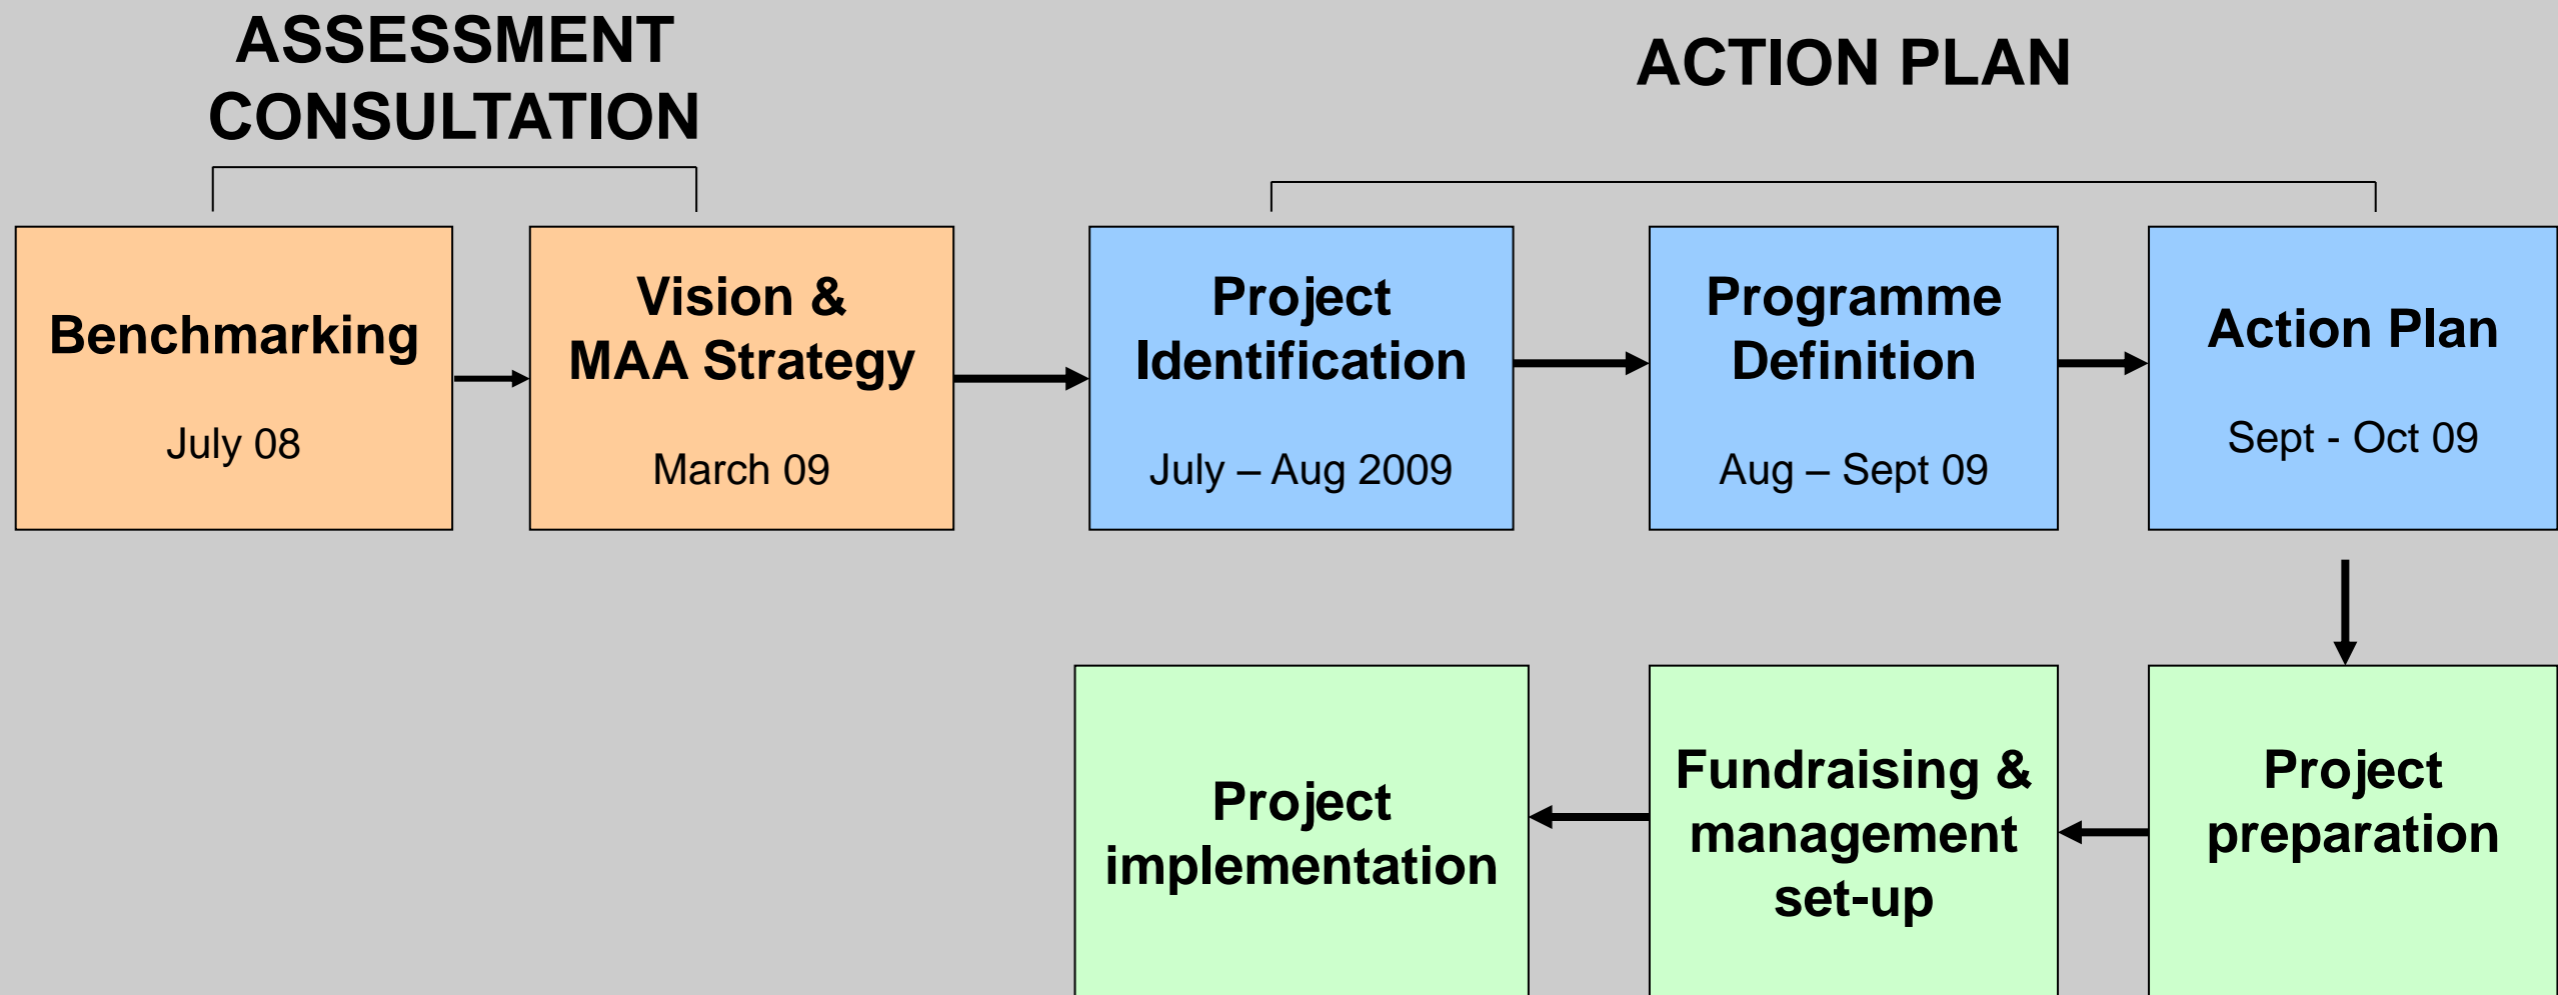 ASSESSMENT
CONSULTATION
ACTION PLAN
Benchmarking
July 08
Vision &
MAA Strategy
March 09
Project
Identification
July – Aug 2009
Programme
Definition
Aug – Sept 09
Action Plan
Sept - Oct 09
Project
implementation
Fundraising &
management
set-up
Project
preparation